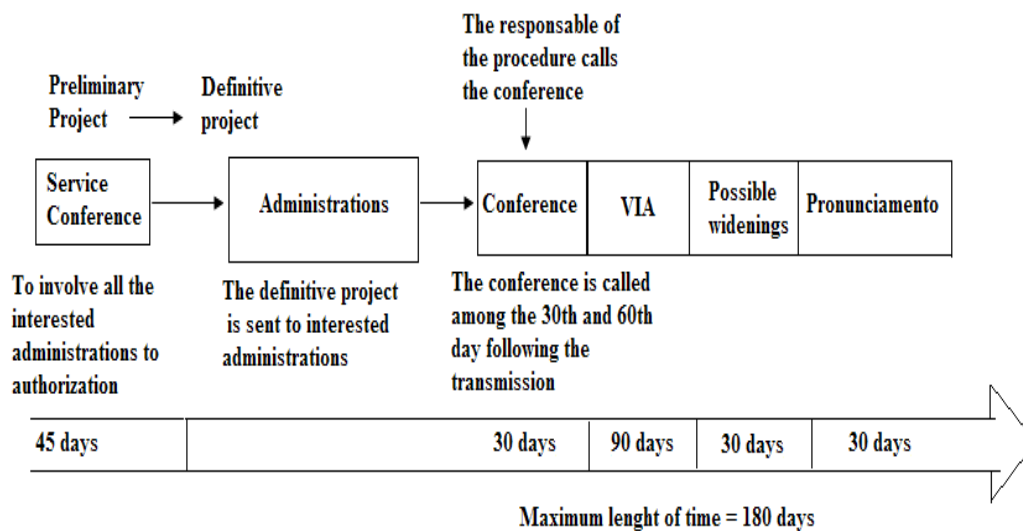 The responsable of
the procedure calls
the conference
Preliminary
Project
Definitive
project
Service
Conference
Administrations
Conference
VIA
Possible
widenings
Pronunciamento
To involve all the
interested
administrations to
authorization
The definitive project
is sent to interested
administrations
The conference is called
among the 30th and 60th
day following the
transmission
45 days
30 days
90 days
30 days
30 days
Maximum lenght of time = 180 days